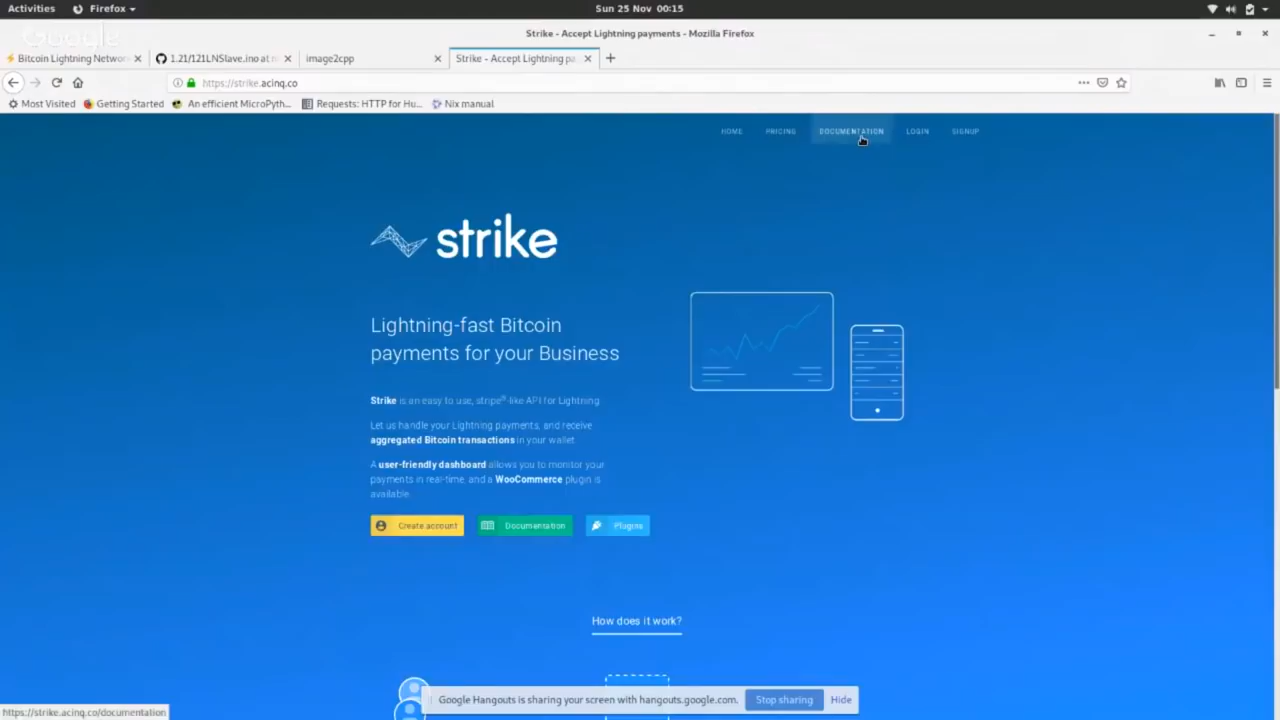 Activities Firefox Sun 25 Nov 00:15
Google
Strike - Accept Lightning payments - Mozilla Firefox
Bitcoin Lightning Networ 1.21/121LNSlave.ino at image2cpp Strike - Accept Lightning pa
https://strike.acinq.co
Most Visited Getting Started An efficient MicroPyth... Requests: HTTP for Hu... Nix manual
HOME PRICING DOCUMENTATION LOGIN SIGNUP
strike
Lightning-fast Bitcoin
payments for your Business
Strike is an easy to use, stripe®-like API for Lightning.
Let us handle your Lightning payments, and receive
aggregated Bitcoin transactions in your wallet.
A user-friendly dashboard allows you to monitor your
payments in real-time, and a WooCommerce plugin is
available.
Create account Documentation Plugins
How does it work?
Google Hangouts is sharing your screen with hangouts.google.com. Stop sharing Hide
https://strike.acinq.co/documentation